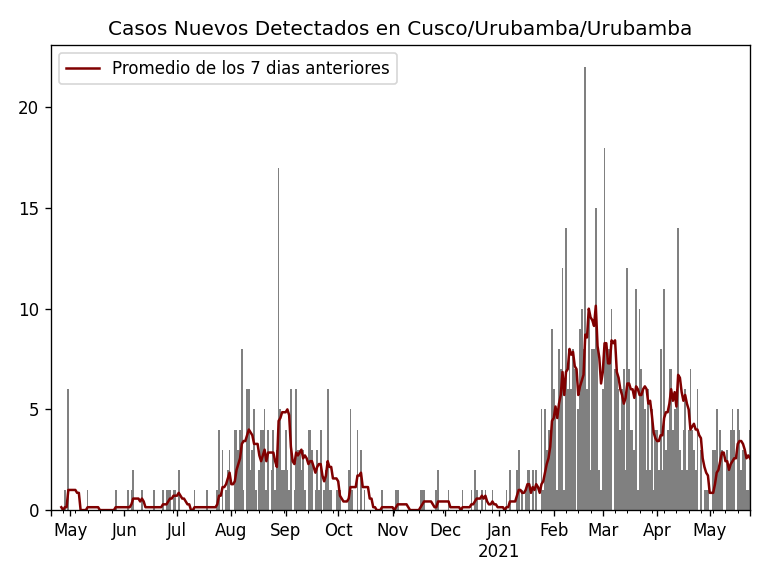 Casos Nuevos Detectados en Cusco/Urubamba/Urubamba
Promedio de los 7 dias anteriores
20
15
10
5
0
May Jun Jul Aug Sep Oct Nov Dec Jan Feb Mar Apr May
2021